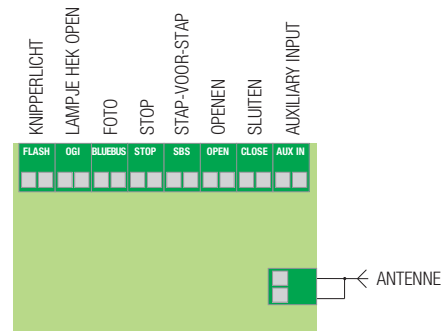 KNIPPERLICHT
LAMPJE HEK OPEN
FOTO
STOP
STAP-VOOR-STAP
OPENEN
SLUITEN
AUXILIARY INPUT
FLASH
OGI
BLUEBUS
STOP
SBS
OPEN
CLOSE
AUX IN
ANTENNE